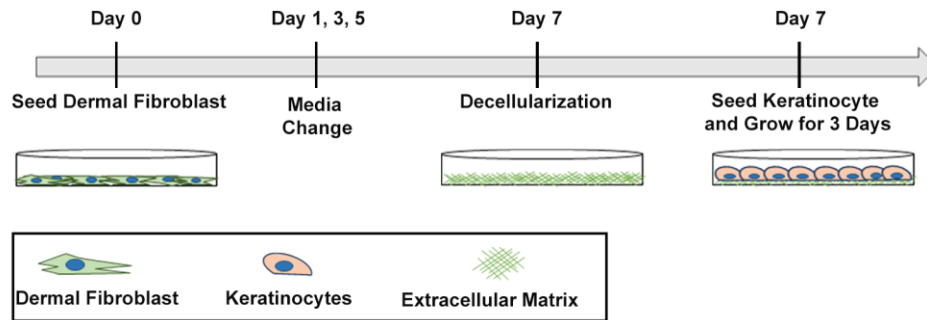 Day 0
Day 1, 3, 5
Day 7
Day 7
Seed Dermal Fibroblast
Media
Change
Decellularization
Seed Keratinocyte
and Grow for 3 Days
Dermal Fibroblast
Keratinocytes
Extracellular Matrix